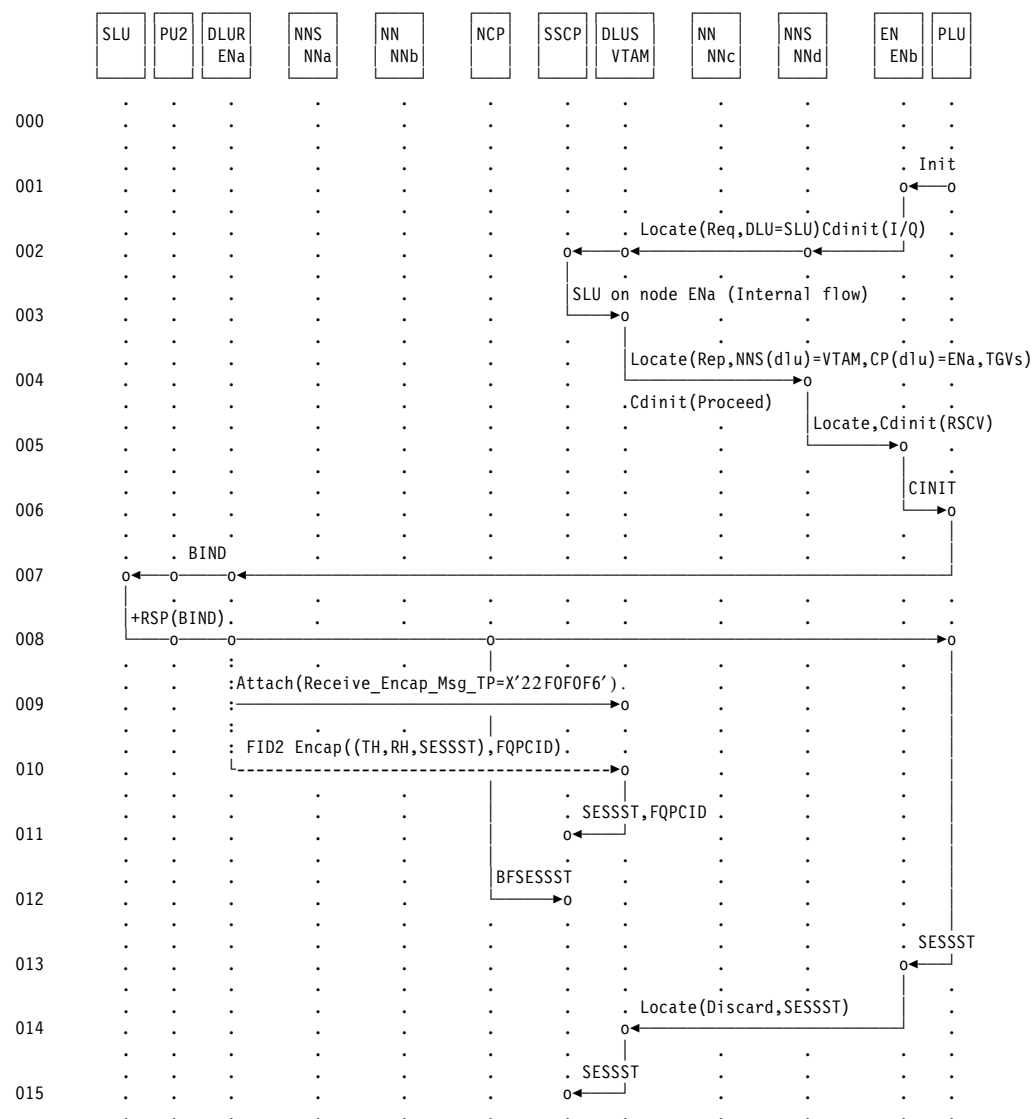 SLU PU2 DLUR NNS NN NCP SSCP DLUS NN NNS EN PLU
ENa NNa NNb VTAM NNc NNd ENb
000
Init
001
Locate(Req,DLU=SLU)Cdinit(I/Q)
002
SLU on node ENa (Internal flow)
003
Locate(Rep,NNS(dlu)=VTAM,CP(dlu)=ENa,TGVs)
004
Cdinit(Proceed)
Locate,Cdinit(RSCV)
005
CINIT
006
BIND
007
+RSP(BIND)
008
Attach(Receive_Encap_Msg_TP=X'22F0F0F6')
009
FID2 Encap((TH,RH,SESSST),FQPCID)
010
SESSST,FQPCID
011
BFSESSST
012
SESSST
013
Locate(Discard,SESSST)
014
SESSST
015